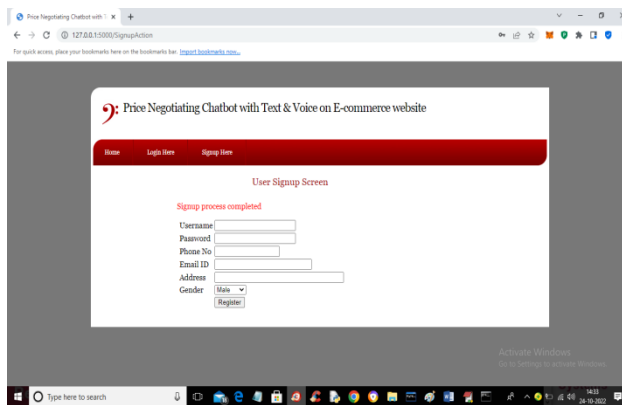 Price Negotiating Chatbot with T
127.0.0.1:5000/SignupAction
For quick access, place your bookmarks here on the bookmarks bar. Import bookmarks now...
Price Negotiating Chatbot with Text & Voice on E-commerce website
Home Login Here Signup Here
User Signup Screen
Signup process completed
Username
Password
Phone No
Email ID
Address
Gender Male
Register
Activate Windows
Go to Settings to activate Windows.
Type here to search
14:33
24-10-2022